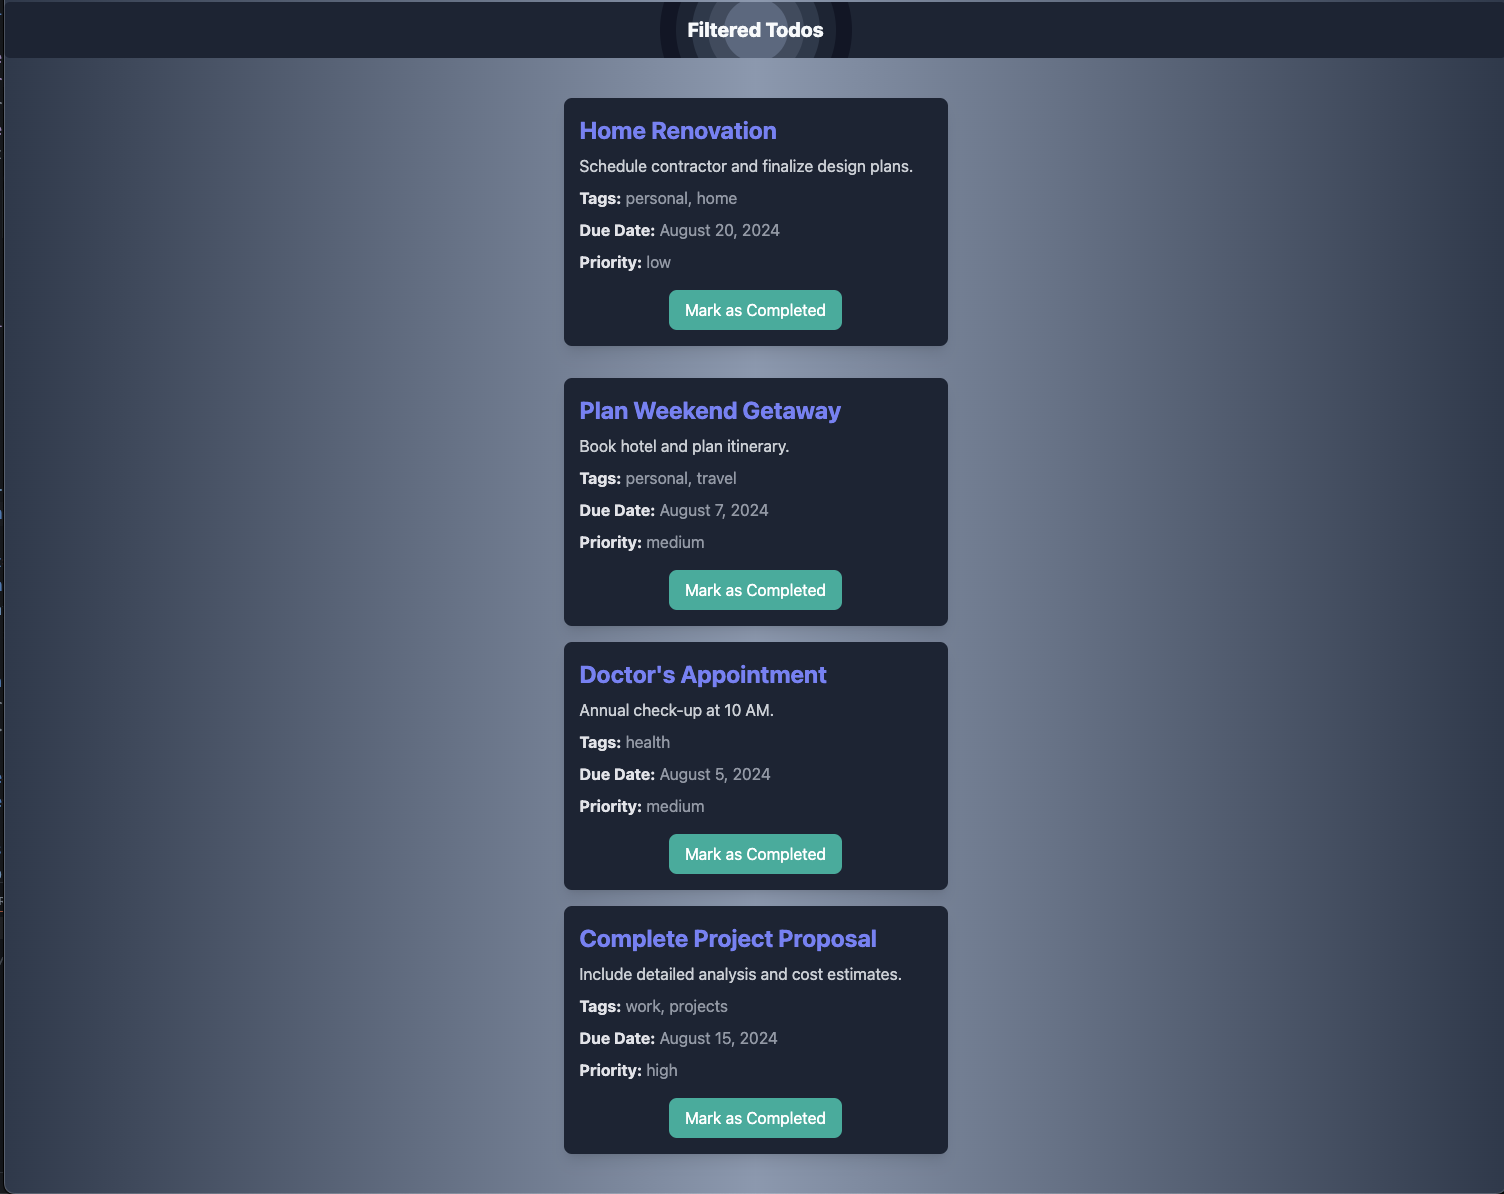 Filtered Todos
Home Renovation
Schedule contractor and finalize design plans.
Tags: personal, home
Due Date: August 20, 2024
Priority: low
Mark as Completed
Plan Weekend Getaway
Book hotel and plan itinerary.
Tags: personal, travel
Due Date: August 7, 2024
Priority: medium
Mark as Completed
Doctor's Appointment
Annual check-up at 10 AM.
Tags: health
Due Date: August 5, 2024
Priority: medium
Mark as Completed
Complete Project Proposal
Include detailed analysis and cost estimates.
Tags: work, projects
Due Date: August 15, 2024
Priority: high
Mark as Completed